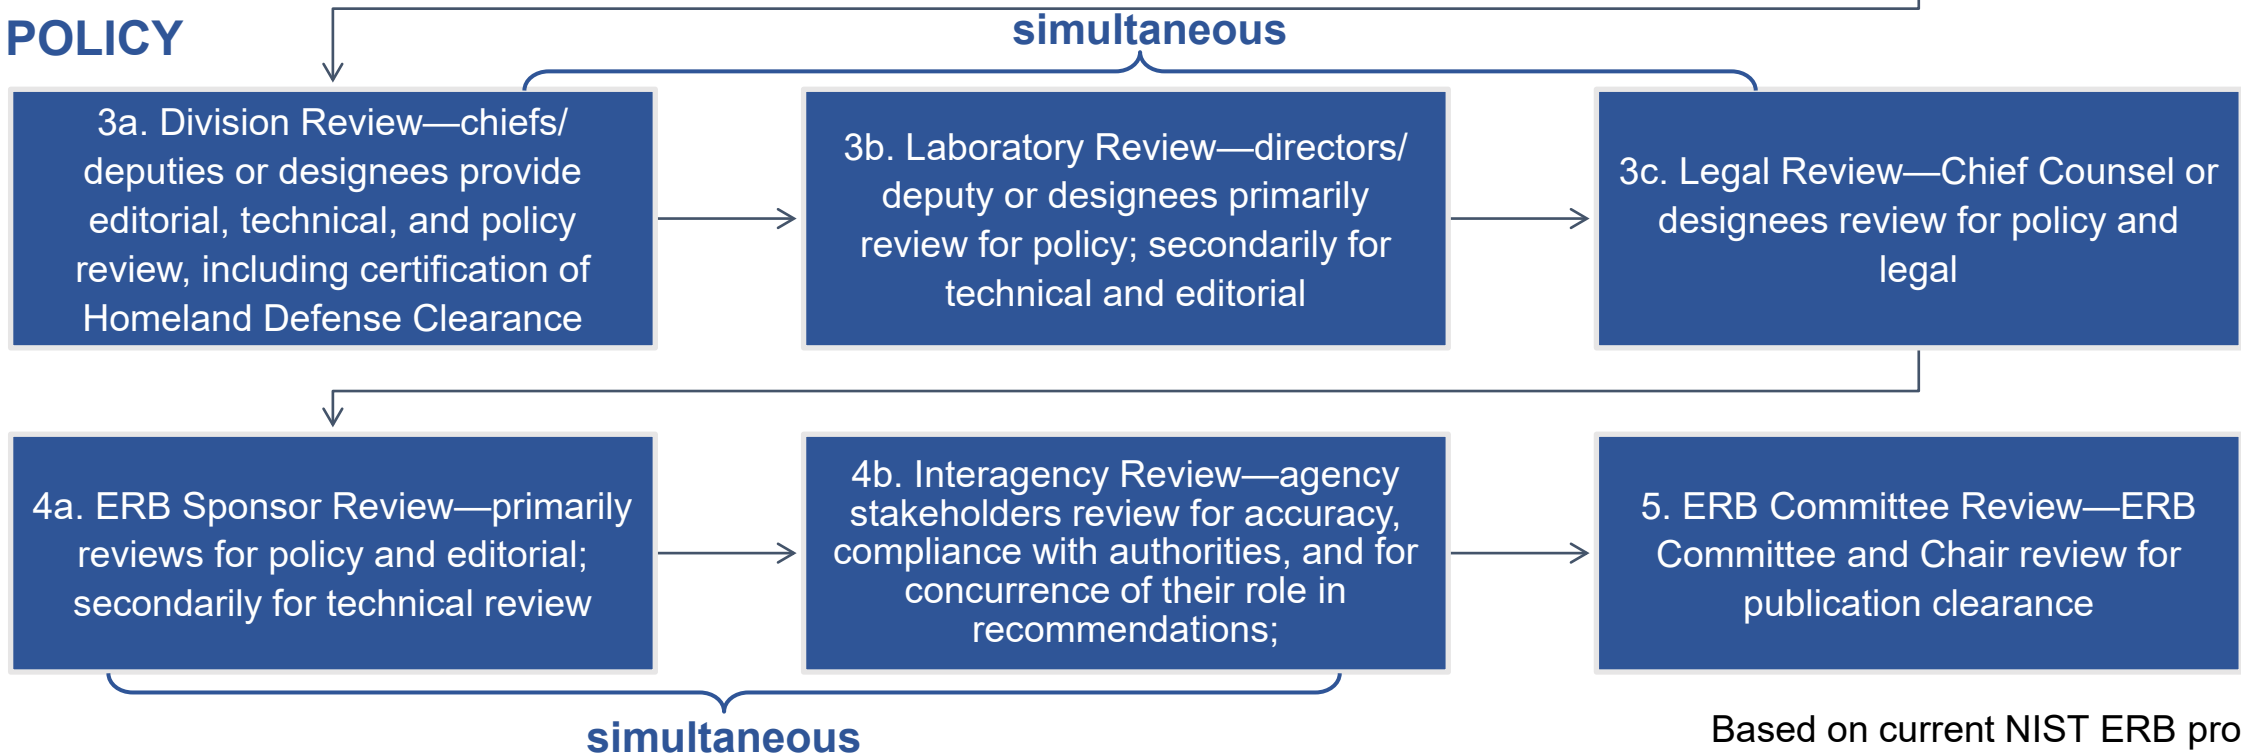 POLICY
simultaneous
3a. Division Review—chiefs/
deputies or designees provide
editorial, technical, and policy
review, including certification of
Homeland Defense Clearance
3b. Laboratory Review—directors/
deputy or designees primarily
review for policy; secondarily for
technical and editorial
3c. Legal Review—Chief Counsel or
designees review for policy and
legal
4a. ERB Sponsor Review—primarily
reviews for policy and editorial;
secondarily for technical review
4b. Interagency Review—agency
stakeholders review for accuracy,
compliance with authorities, and for
concurrence of their role in
recommendations;
5. ERB Committee Review—ERB
Committee and Chair review for
publication clearance
simultaneous
Based on current NIST ERB pro